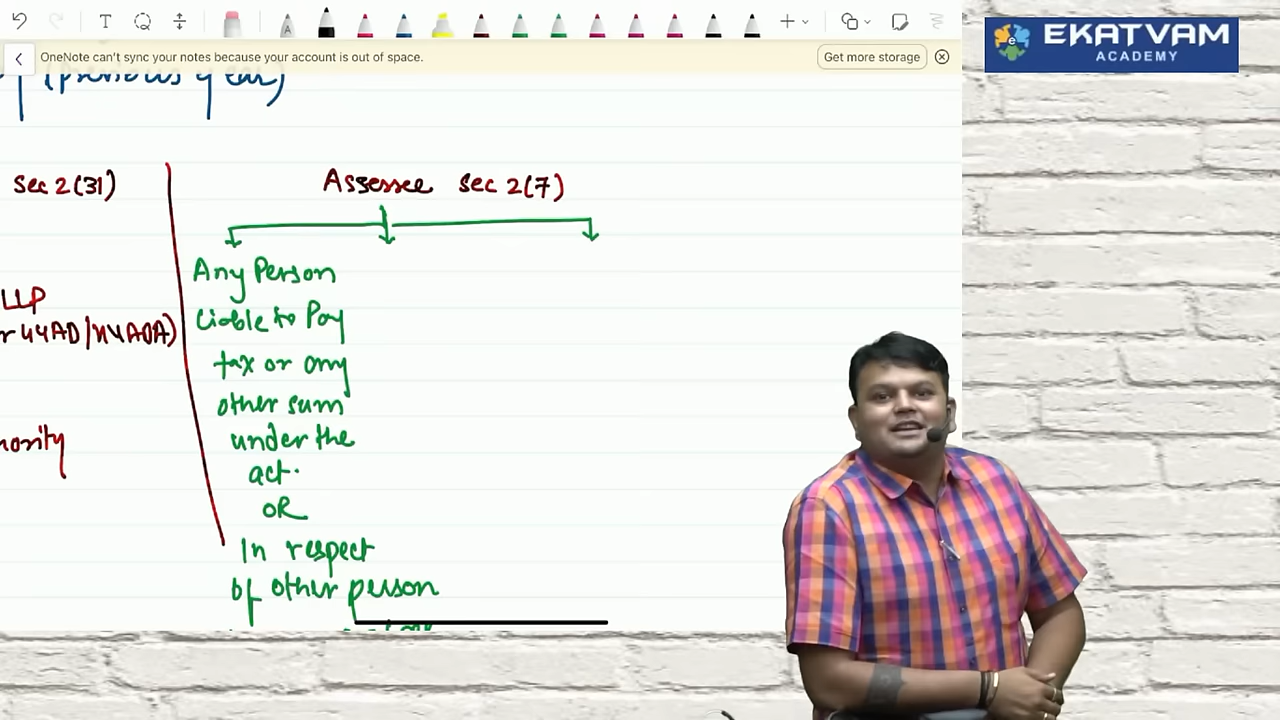 OneNote can't sync your notes because your account is out of space.
Get more storage
EKATVAM
ACADEMY
(previous year)
Sec 2(31)
LLP
44AD/44ADA)
Assessee Sec 2(7)
Any Person
Liable to Pay
tax or any
other sum
under the
act.
OR
In respect
of other person